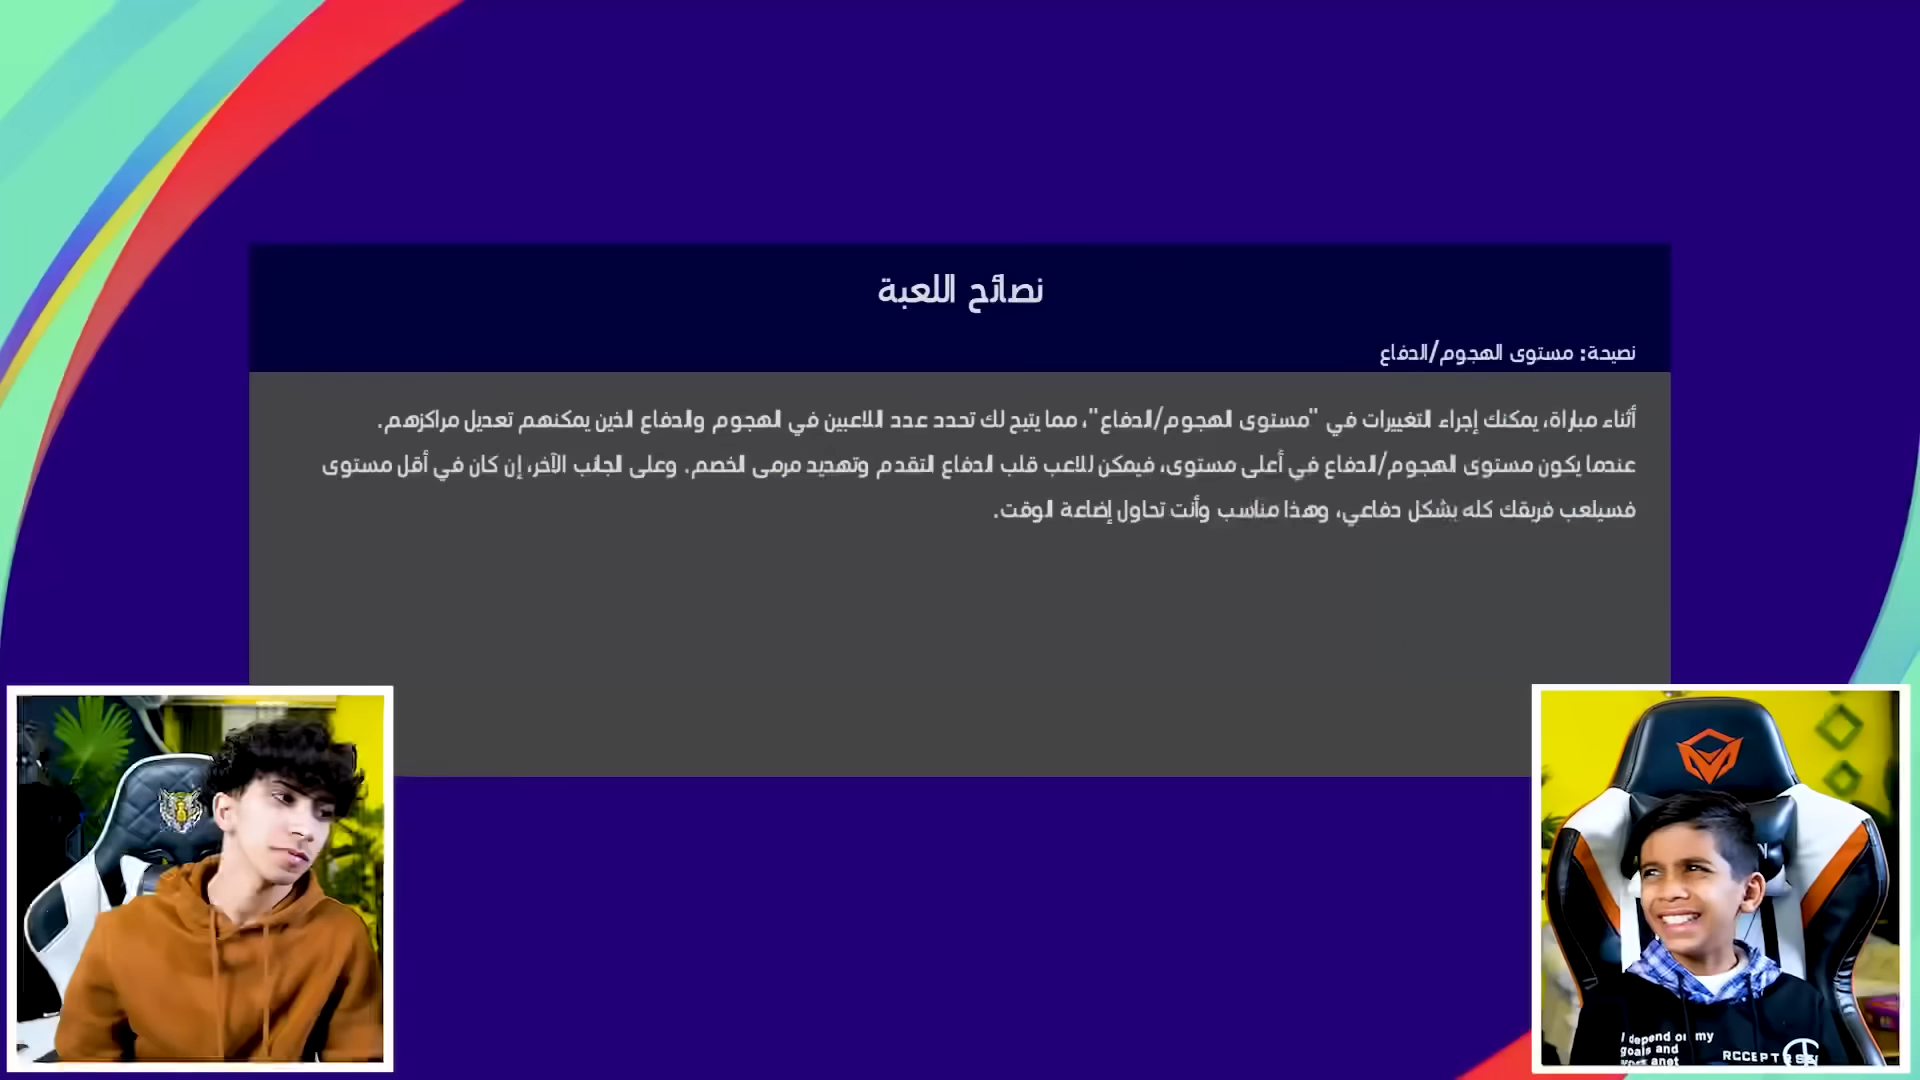 نصائح اللعبة
نصيحة: مستوى الهجوم/الدفاع
أثناء مباراة، يمكنك إجراء التغييرات في "مستوى الهجوم/الدفاع"، مما يتيح لك تحدد عدد اللاعبين في الهجوم والدفاع الذين يمكنهم تعديل مراكزهم.
عندما يكون مستوى الهجوم/الدفاع في أعلى مستوى، فيمكن للاعب قلب الدفاع التقدم وتهديد مرمى الخصم. وعلى الجانب الآخر، إن كان في أقل مستوى
فسيلعب فريقك كله بشكل دفاعي، وهذا مناسب وأنت تحاول إضاعة الوقت.
I depend on my
goals and